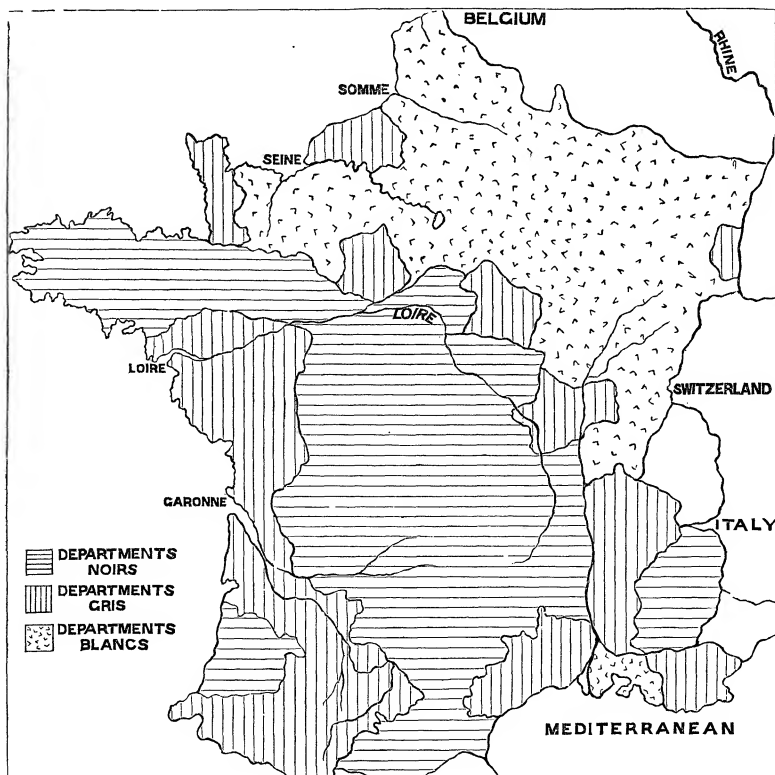 BELGIUM
RHINE
SOMME
SEINE
LOIRE
LOIRE
SWITZERLAND
GARONNE
ITALY
DEPARTMENTS
NOIRS
DEPARTMENTS
GRIS
DEPARTMENTS
BLANCS
MEDITERRANEAN